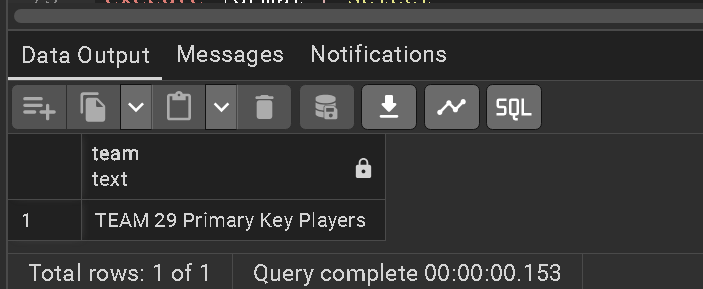 Data Output Messages Notifications
SQL
team
text
1 TEAM 29 Primary Key Players
Total rows: 1 of 1 Query complete 00:00:00.153